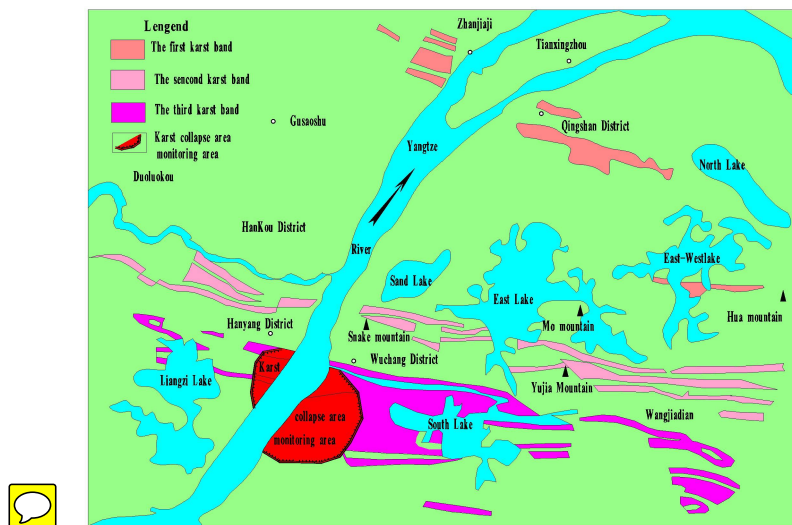 Lengend
The first karst band
The sencond karst band
The third karst band
Karst collapse area
monitoring area
Zhanjiaji
Tianxingzhou
Gusaoshu
Qingshan District
Yangtze
North Lake
Duoluokou
HanKou District
River
East-Westlake
Sand Lake
East Lake
Hua mountain
Mo mountain
Hanyang District
Snake mountain
Wuchang District
Karst
Liangzi Lake
Yujia Mountain
collapse area
South Lake
Wangjiadian
monitoring area